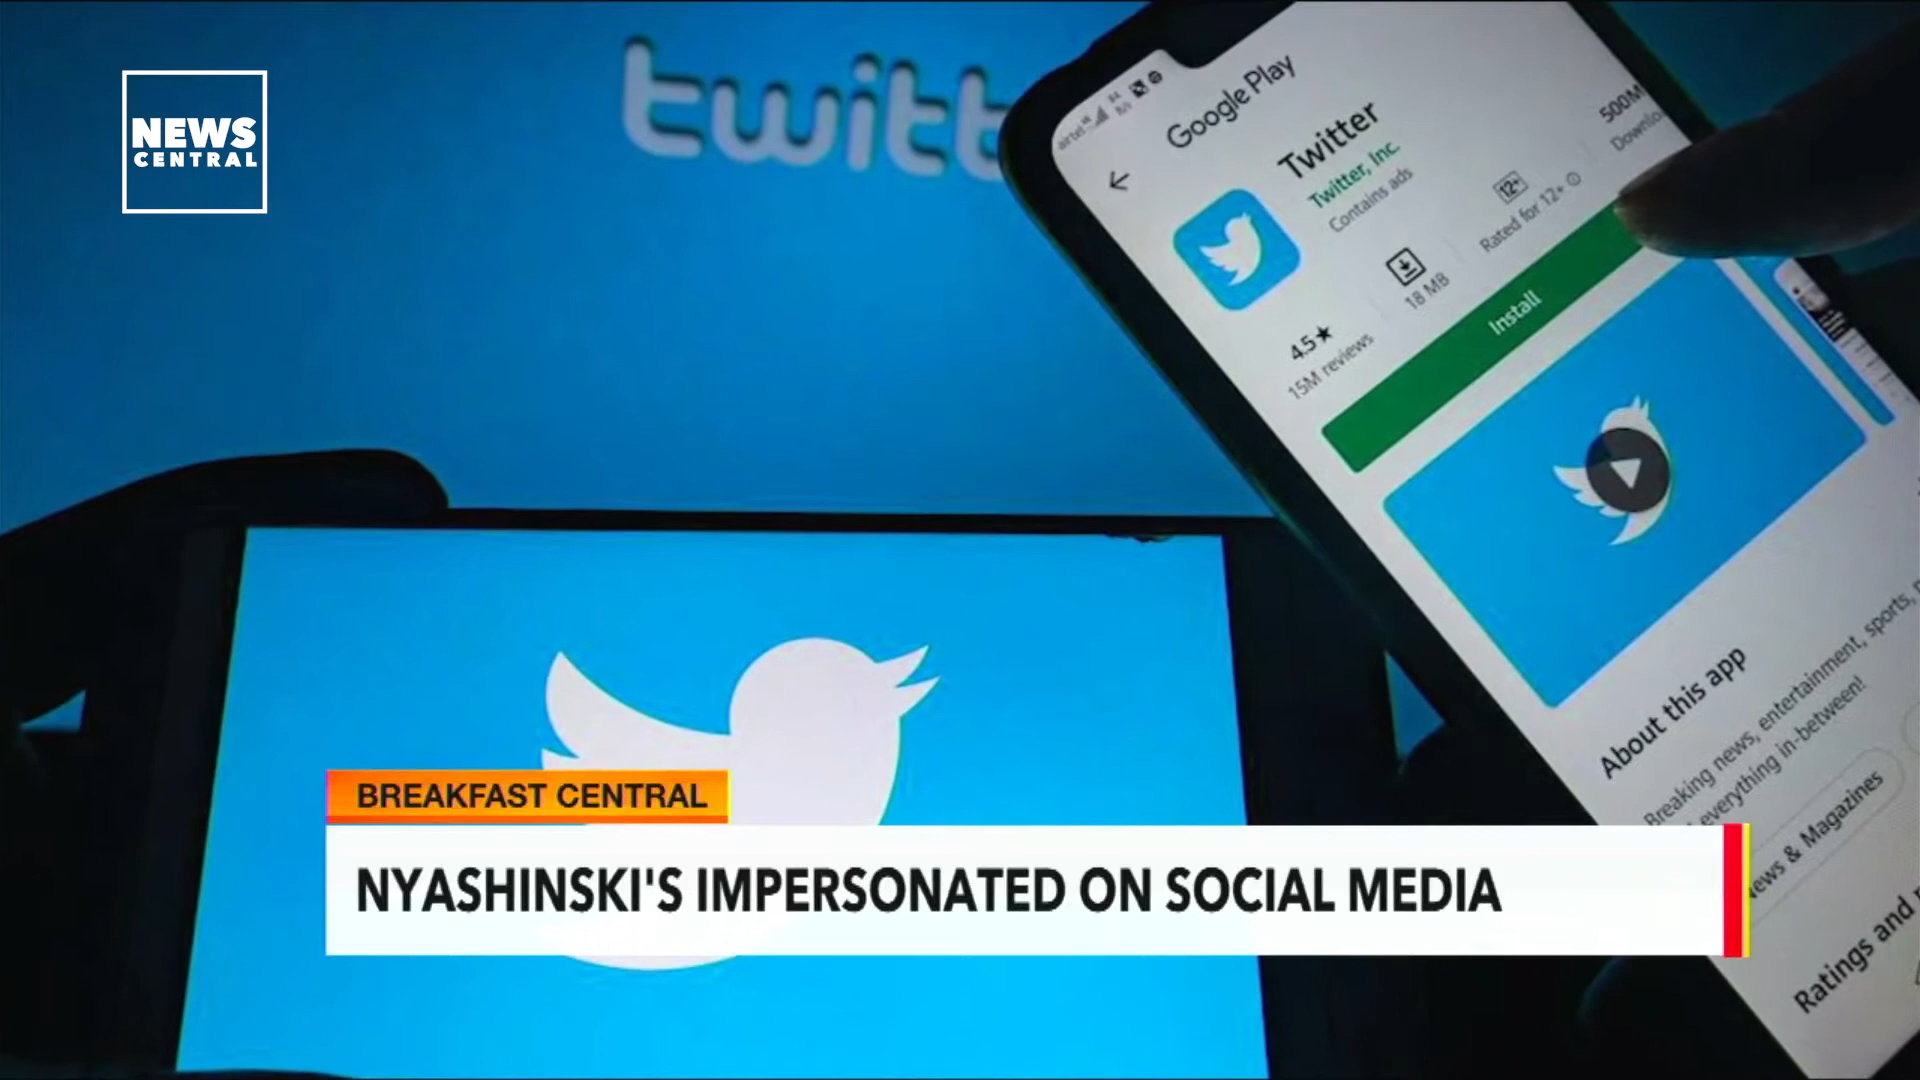 NEWS
CENTRAL
twitt
airtel
Google Play
Twitter
Twitter, Inc.
Contains ads
4.5★
15M reviews
18 MB
12+
Rated for 12+
500M
Downlo
Install
About this app
Breaking news, entertainment, sports, p
everything in-between!
News & Magazines
Ratings and r
BREAKFAST CENTRAL
NYASHINSKI'S IMPERSONATED ON SOCIAL MEDIA